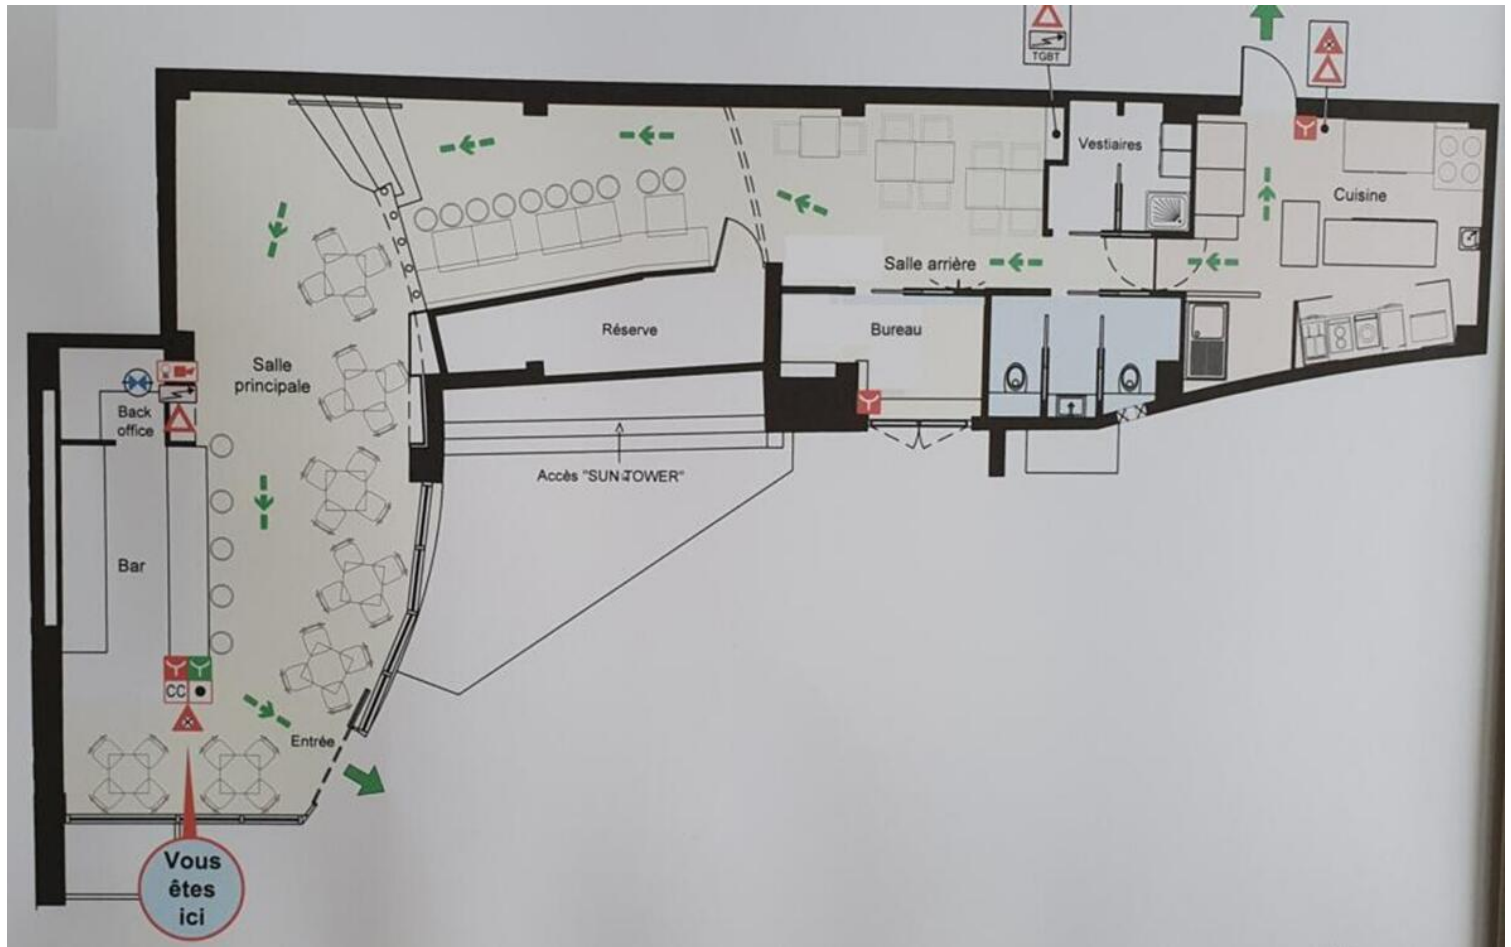 TGBT
Vestiaires
Cuisine
Salle arrière
Réserve
Bureau
Salle
principale
Back
office
Accès "SUN TOWER"
Bar
CC
Entrée
Vous
êtes
ici